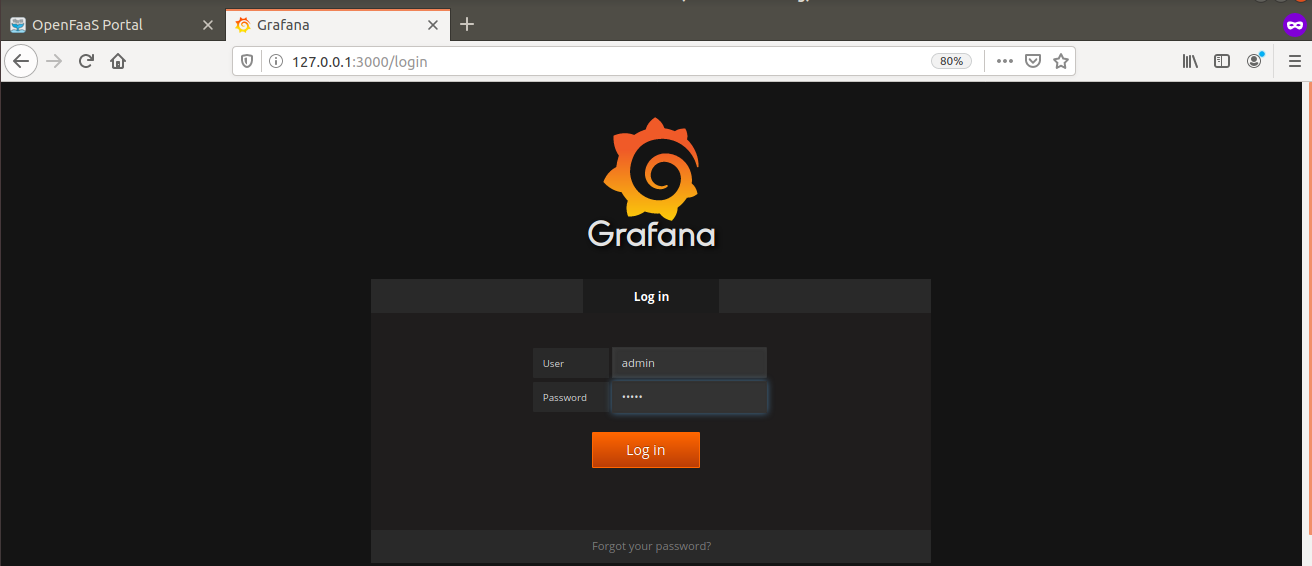 OpenFaaS Portal
Grafana
127.0.0.1:3000/login
80%
Grafana
Log in
User
admin
Password
•••••
Log in
Forgot your password?